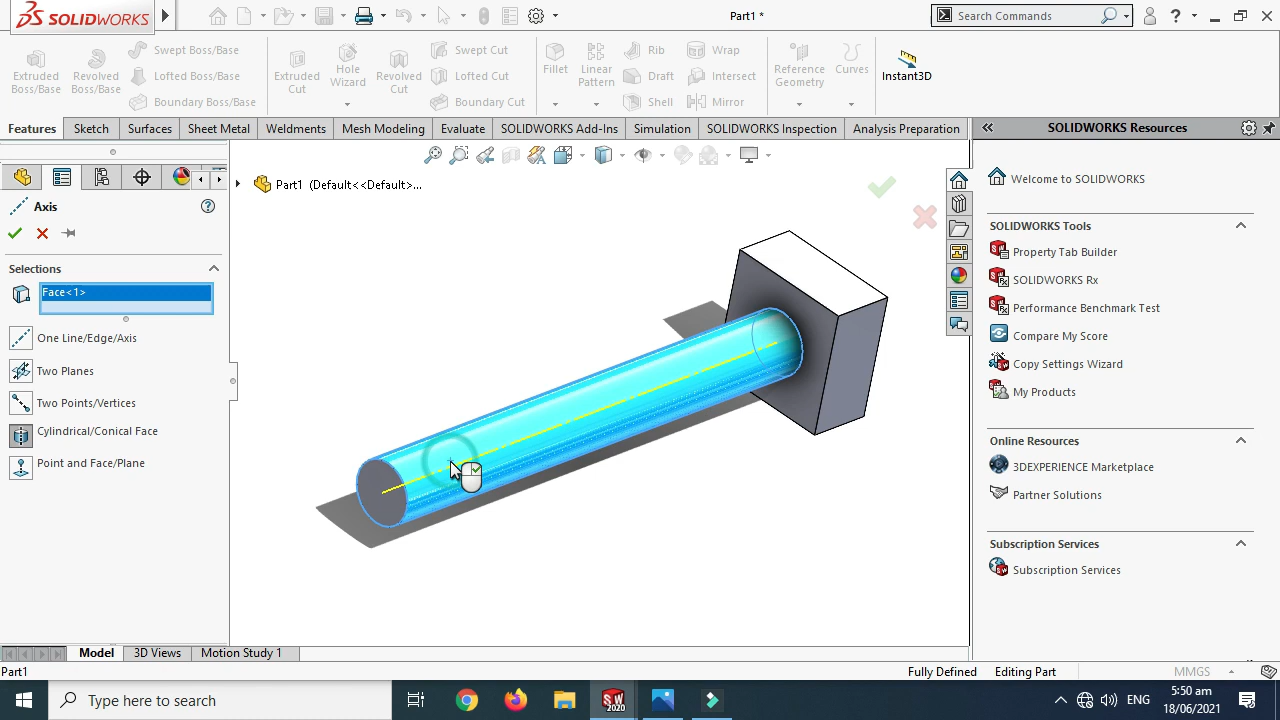 SOLIDWORKS
Part1 *
Search Commands
Extruded Boss/Base
Revolved Boss/Base
Swept Boss/Base
Lofted Boss/Base
Boundary Boss/Base
Extruded Cut
Hole Wizard
Revolved Cut
Swept Cut
Lofted Cut
Boundary Cut
Fillet
Linear Pattern
Rib
Draft
Shell
Wrap
Intersect
Mirror
Reference Geometry
Curves
Instant3D
Features
Sketch
Surfaces
Sheet Metal
Weldments
Mesh Modeling
Evaluate
SOLIDWORKS Add-Ins
Simulation
SOLIDWORKS Inspection
Analysis Preparation
SOLIDWORKS Resources
Part1 (Default<<Default>...
Axis
Selections
Face<1>
One Line/Edge/Axis
Two Planes
Two Points/Vertices
Cylindrical/Conical Face
Point and Face/Plane
Welcome to SOLIDWORKS
SOLIDWORKS Tools
Property Tab Builder
SOLIDWORKS Rx
Performance Benchmark Test
Compare My Score
Copy Settings Wizard
My Products
Online Resources
3DEXPERIENCE Marketplace
Partner Solutions
Subscription Services
Subscription Services
Model
3D Views
Motion Study 1
Part1
Fully Defined
Editing Part
MMGS
Type here to search
SW
2020
ENG
5:50 am
18/06/2021